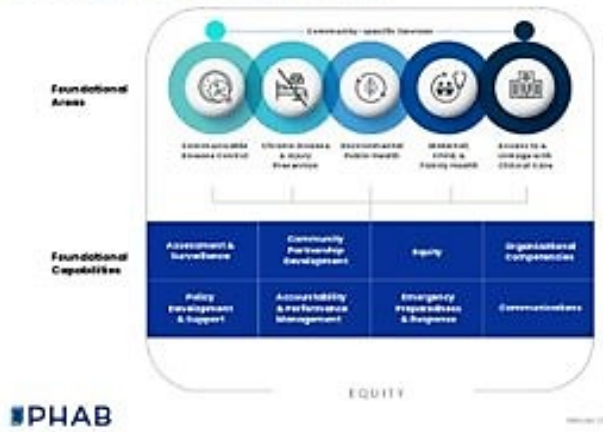 Community-specific Services
Foundational
Areas
Communicable
Disease Control
Chronic Disease
& Injury
Prevention
Environmental
Public Health
Maternal,
Child, &
Family Health
Access to &
Linkage with
Clinical Care
Foundational
Capabilities
Assessment &
Surveillance
Community
Partnership
Development
Equity
Organizational
Competencies
Policy
Development
& Support
Accountability
& Performance
Management
Emergency
Preparedness
& Response
Communications
EQUITY
PHAB